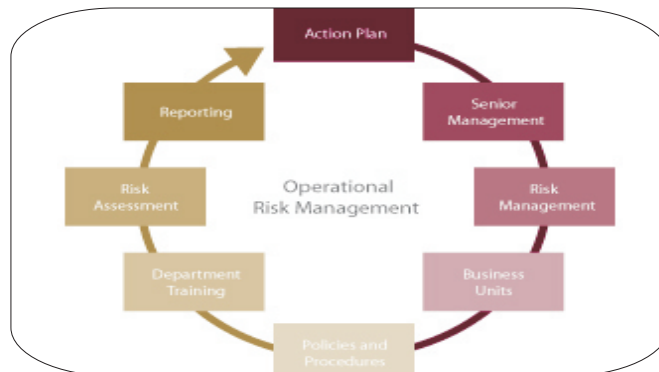 Action Plan
Senior
Management
Risk
Management
Business
Units
Policies and
Procedures
Department
Training
Risk
Assessment
Reporting
Operational
Risk Management